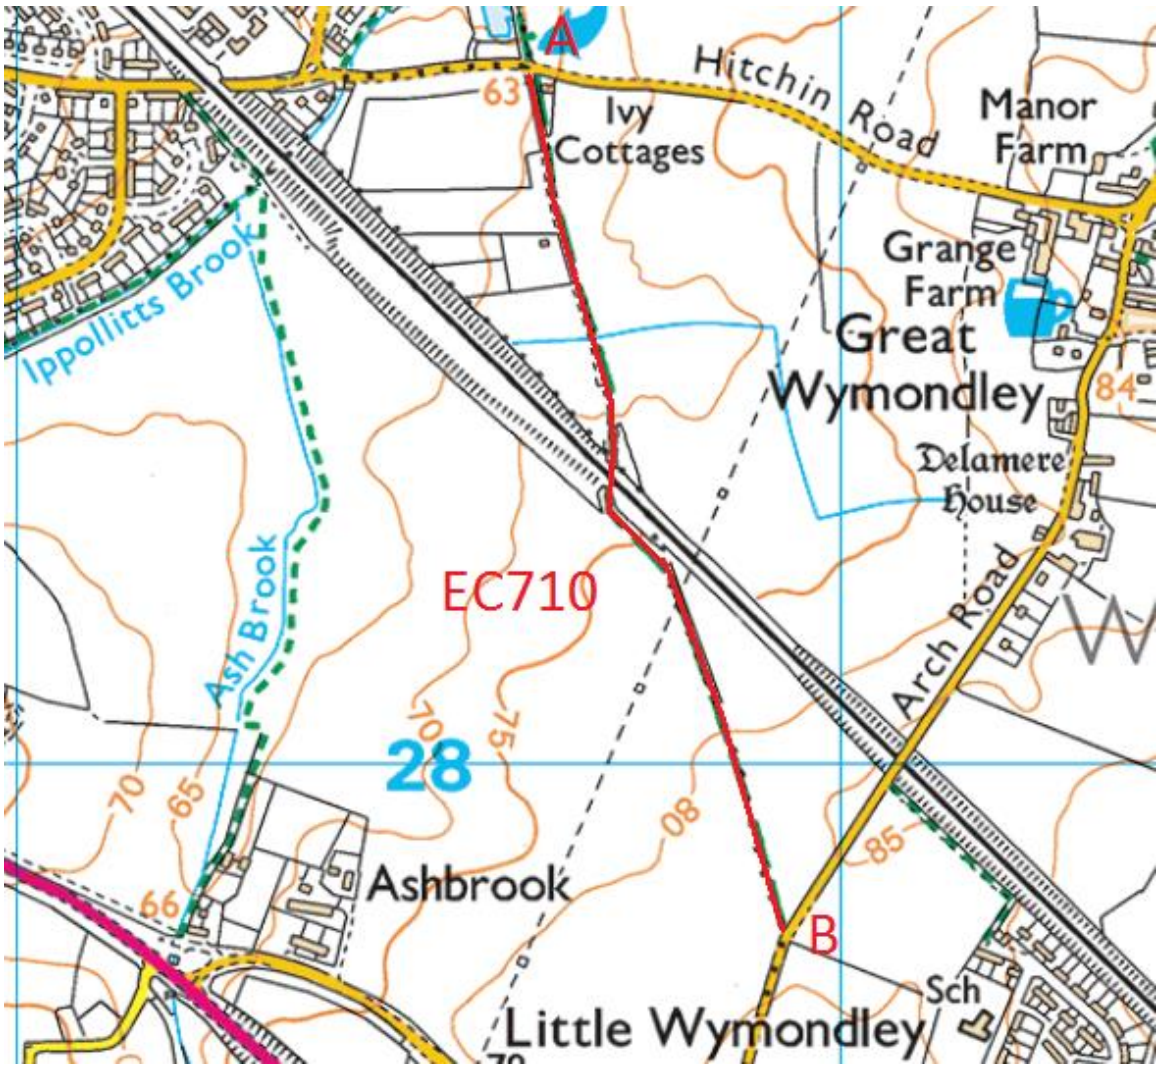 A
63
Hitchin Road
Ivy
Cottages
Manor
Farm
Grange
Farm
Ippollitts Brook
Great
Wymondley
84
Delamere
House
EC710
Ash Brook
Arch Road
W
70
75
28
70
65
80
85
66
Ashbrook
B
Sch
Little Wymondley